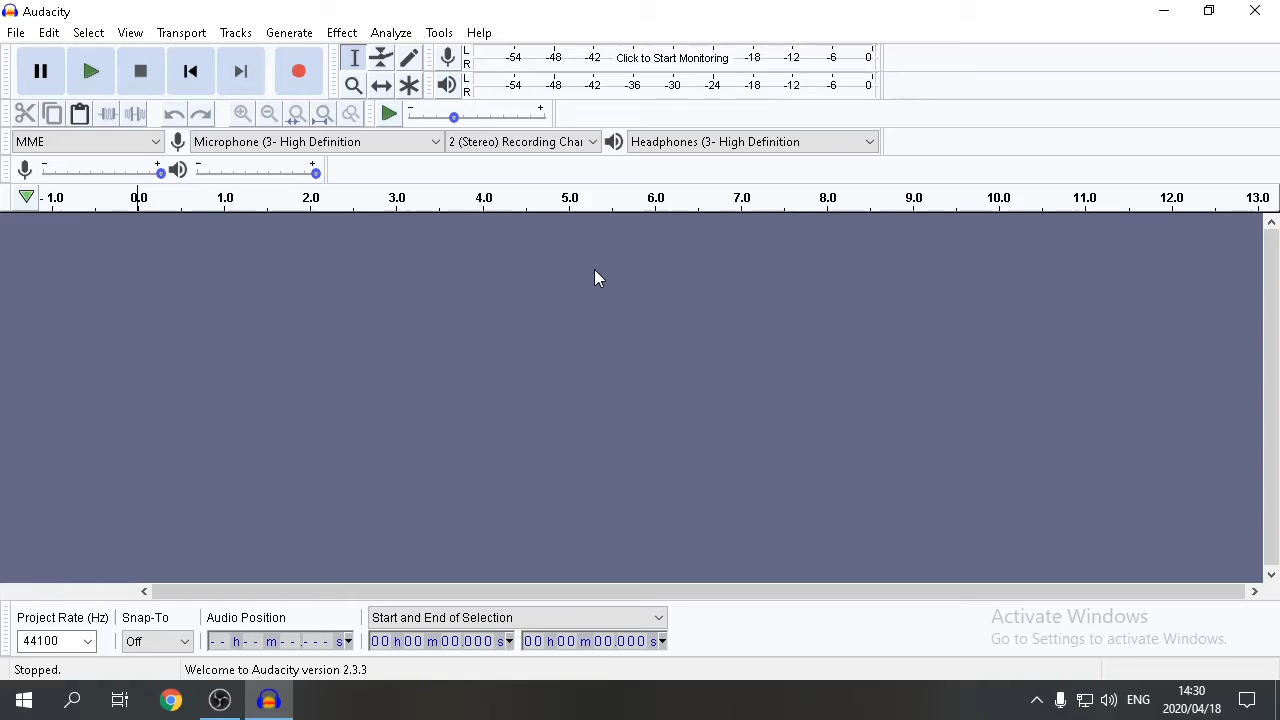 Audacity
File Edit Select View Transport Tracks Generate Effect Analyze Tools Help
L R -54 -48 -42 Click to Start Monitoring -18 -12 -6 0
L R -54 -48 -42 -36 -30 -24 -18 -12 -6 0
- +
MME Microphone (3- High Definition 2 (Stereo) Recording Chai Headphones (3- High Definition
- + - +
- 1.0 0.0 1.0 2.0 3.0 4.0 5.0 6.0 7.0 8.0 9.0 10.0 11.0 12.0 13.0
Project Rate (Hz) Snap-To Audio Position Start and End of Selection
44100 Off -- h -- m --.--- s 00 h 00 m 00.000 s 00 h 00 m 00.000 s
Activate Windows
Go to Settings to activate Windows.
Stopped. Welcome to Audacity version 2.3.3
ENG 14:30
2020/04/18